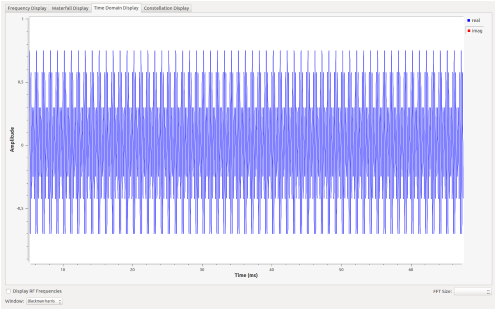 Frequency Display Waterfall Display Time Domain Display Constellation Display
real
imag
1
0.5
0
-0.5
Amplitude
10 20 30 40 50 60
Time (ms)
Display RF Frequencies
FFT Size:
Window: Blackman-harris